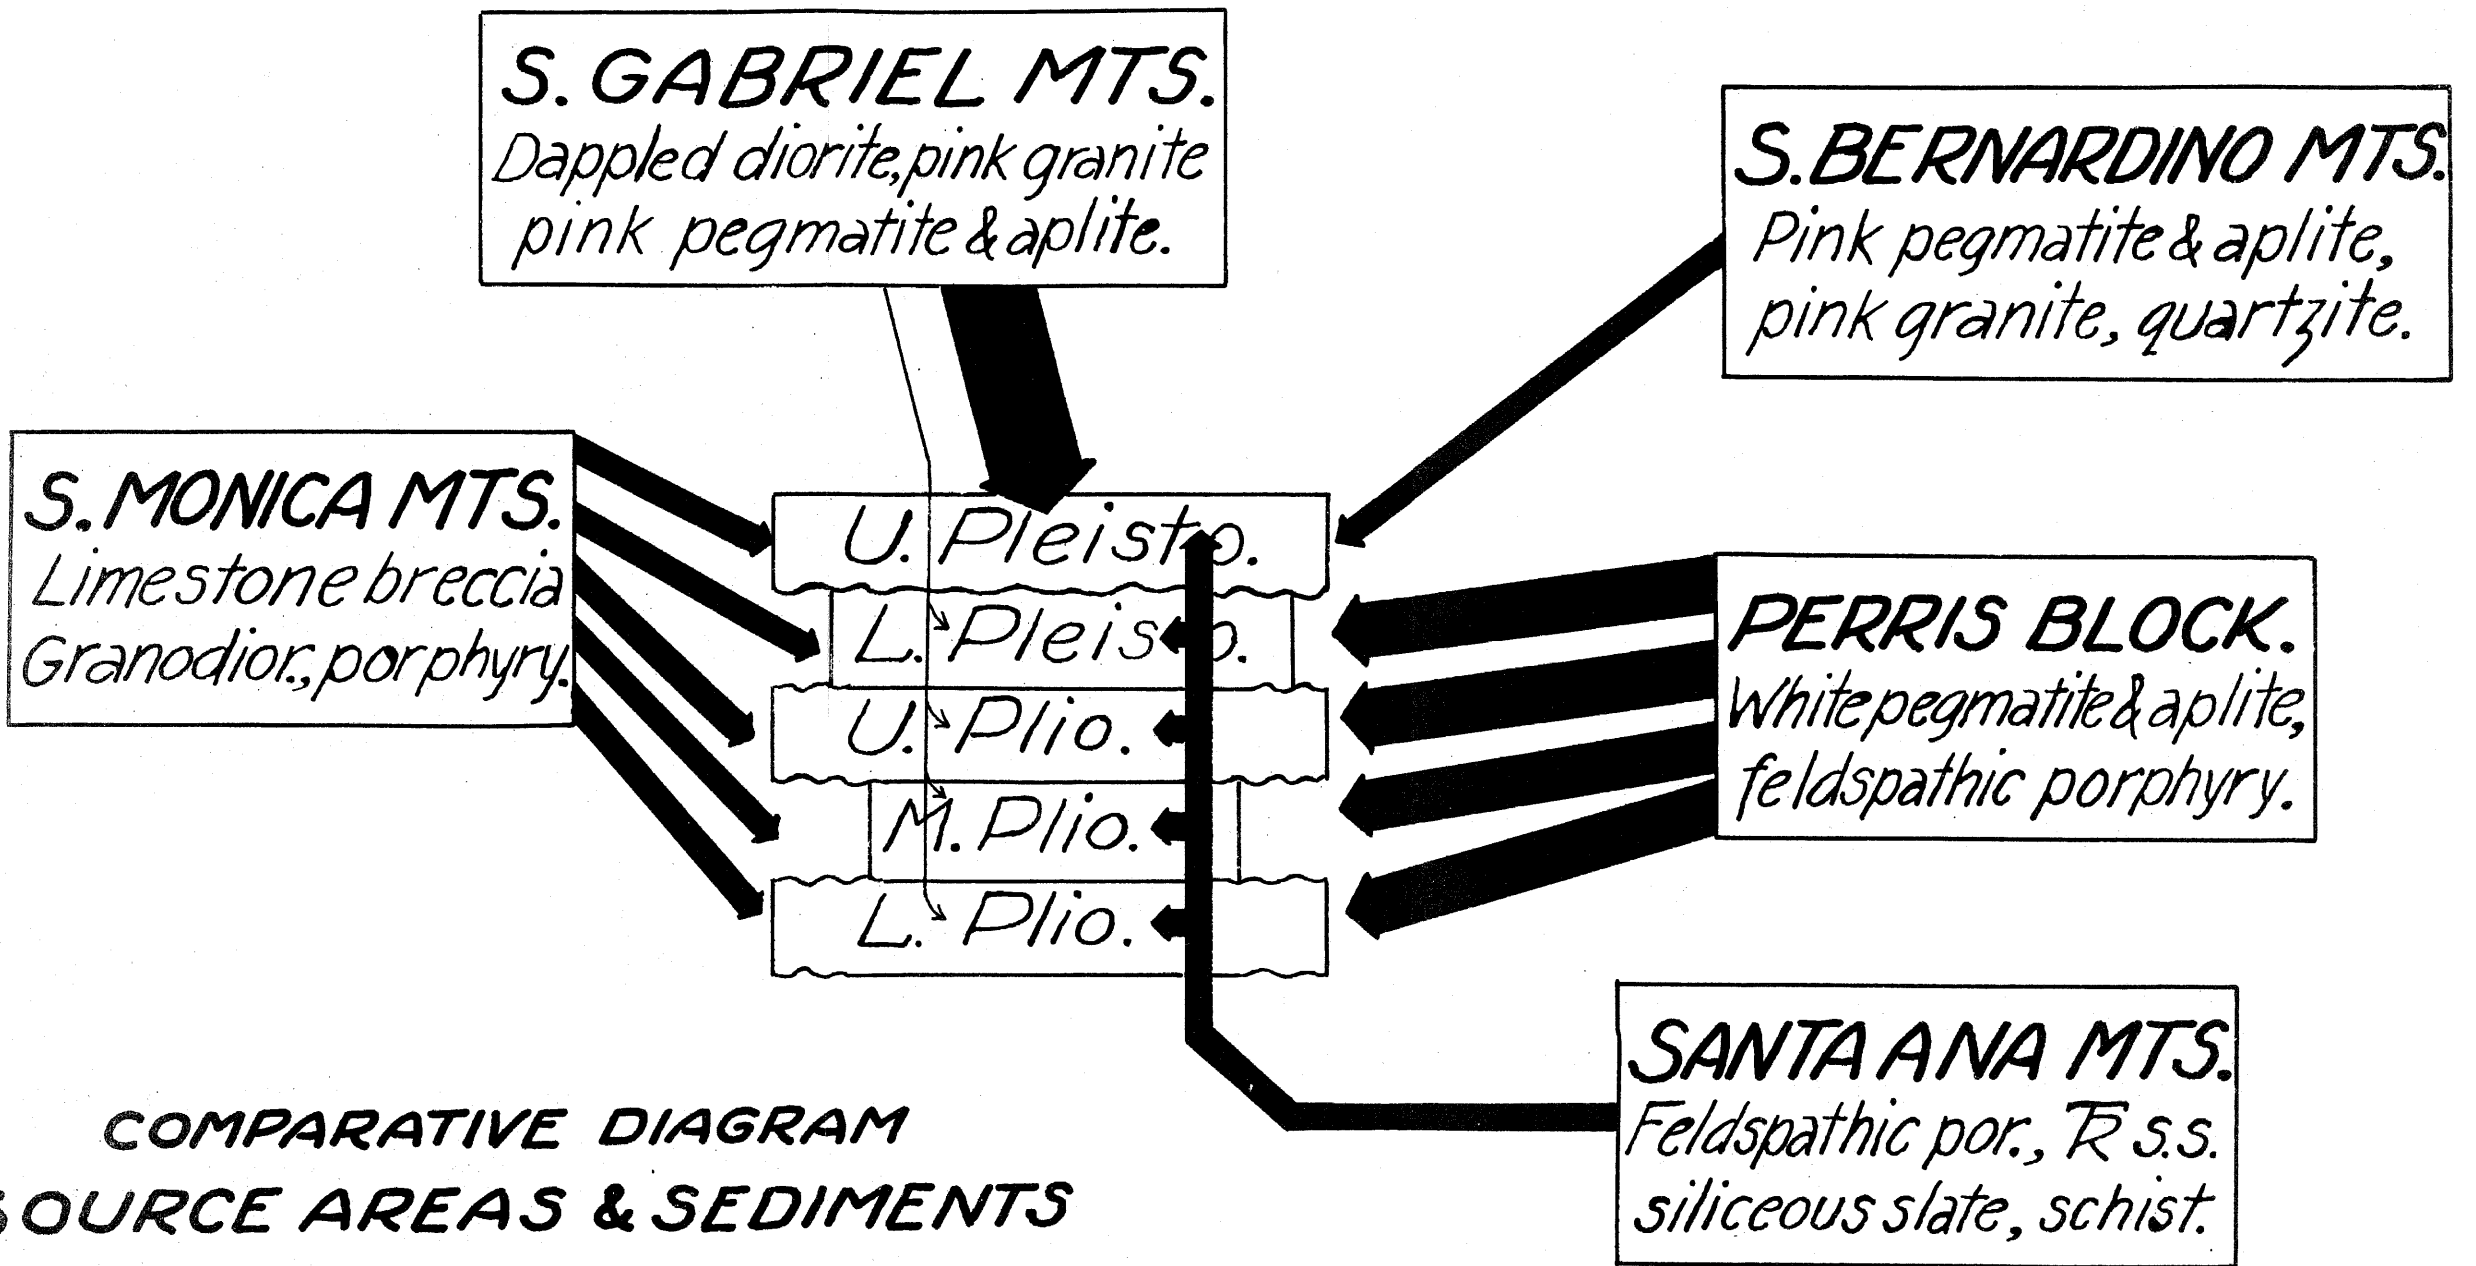 S. GABRIEL MTS.
Dappled diorite, pink granite
pink pegmatite & aplite.
S. BERNARDINO MTS.
Pink pegmatite & aplite,
pink granite, quartzite.
S. MONICA MTS.
Limestone breccia
Granodior., porphyry.
U. Pleisto.
L. Pleisto.
U. Plio.
M. Plio.
L. Plio.
PERRIS BLOCK.
White pegmatite & aplite,
feldspathic porphyry.
SANTA ANA MTS.
Feldspathic por., TR s.s.
siliceous slate, schist.
COMPARATIVE DIAGRAM
SOURCE AREAS & SEDIMENTS